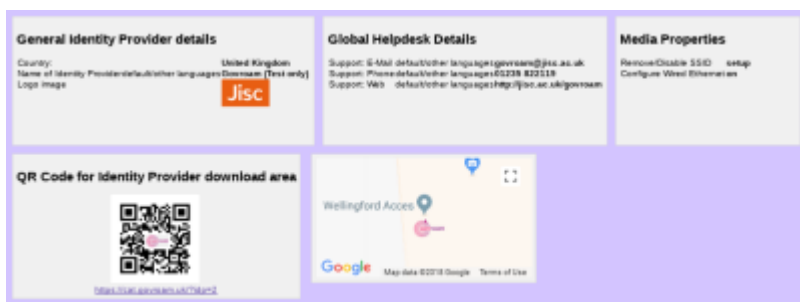 General Identity Provider details
Country: United Kingdom
Name of Identity Provider default/other languages Govroam (Test only)
Logo image
Jisc
Global Helpdesk Details
Support: E-Mail default/other languages govroam@jisc.ac.uk
Support: Phone default/other languages 01235 822119
Support: Web default/other languages http://jisc.ac.uk/govroam
Media Properties
Remove/Disable SSID setup
Configure Wired Ethernet on
QR Code for Identity Provider download area
Wellingford Acces
Google
Map data ©2018 Google
Terms of Use